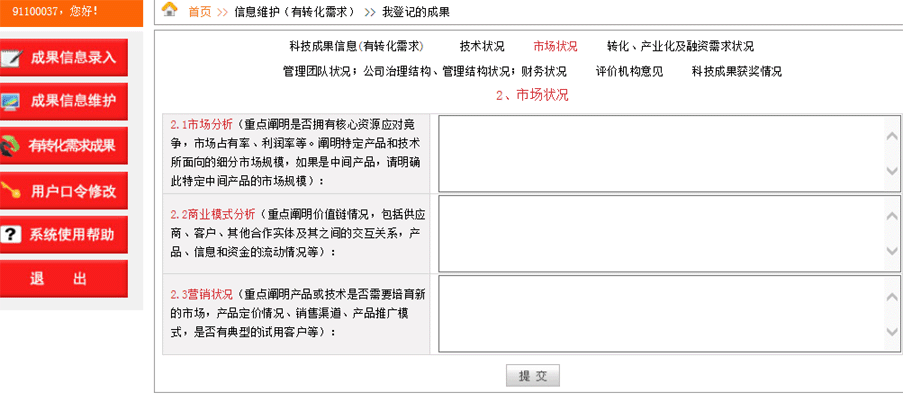 91100037，您好！
首页 >> 信息维护（有转化需求） >> 我登记的成果
成果信息录入
成果信息维护
有转化需求成果
用户口令修改
系统使用帮助
退 出
科技成果信息(有转化需求) 技术状况 市场状况 转化、产业化及融资需求状况
管理团队状况；公司治理结构、管理结构状况；财务状况 评价机构意见 科技成果获奖情况
2、市场状况
2.1市场分析（重点阐明是否拥有核心资源应对竞
争，市场占有率、利润率等。阐明特定产品和技术
所面向的细分市场规模，如果是中间产品，请明确
此特定中间产品的市场规模）：
2.2商业模式分析（重点阐明价值链情况，包括供应
商、客户、其他合作实体及其之间的交互关系，产
品、信息和资金的流动情况等）：
2.3营销状况（重点阐明产品或技术是否需要培育新
的市场，产品定价情况、销售渠道、产品推广模
式，是否有典型的试用客户等）：
提 交